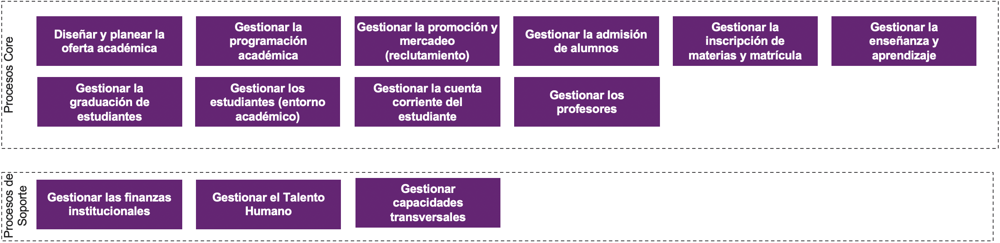 Procesos Core
Diseñar y planear la
oferta académica
Gestionar la
programación
académica
Gestionar la promoción y
mercadeo
(reclutamiento)
Gestionar la admisión
de alumnos
Gestionar la
inscripción de
materias y matrícula
Gestionar la
enseñanza y
aprendizaje
Gestionar la
graduación de
estudiantes
Gestionar los
estudiantes (entorno
académico)
Gestionar la cuenta
corriente del
estudiante
Gestionar los
profesores
Procesos de
Soporte
Gestionar las finanzas
institucionales
Gestionar el Talento
Humano
Gestionar
capacidades
transversales